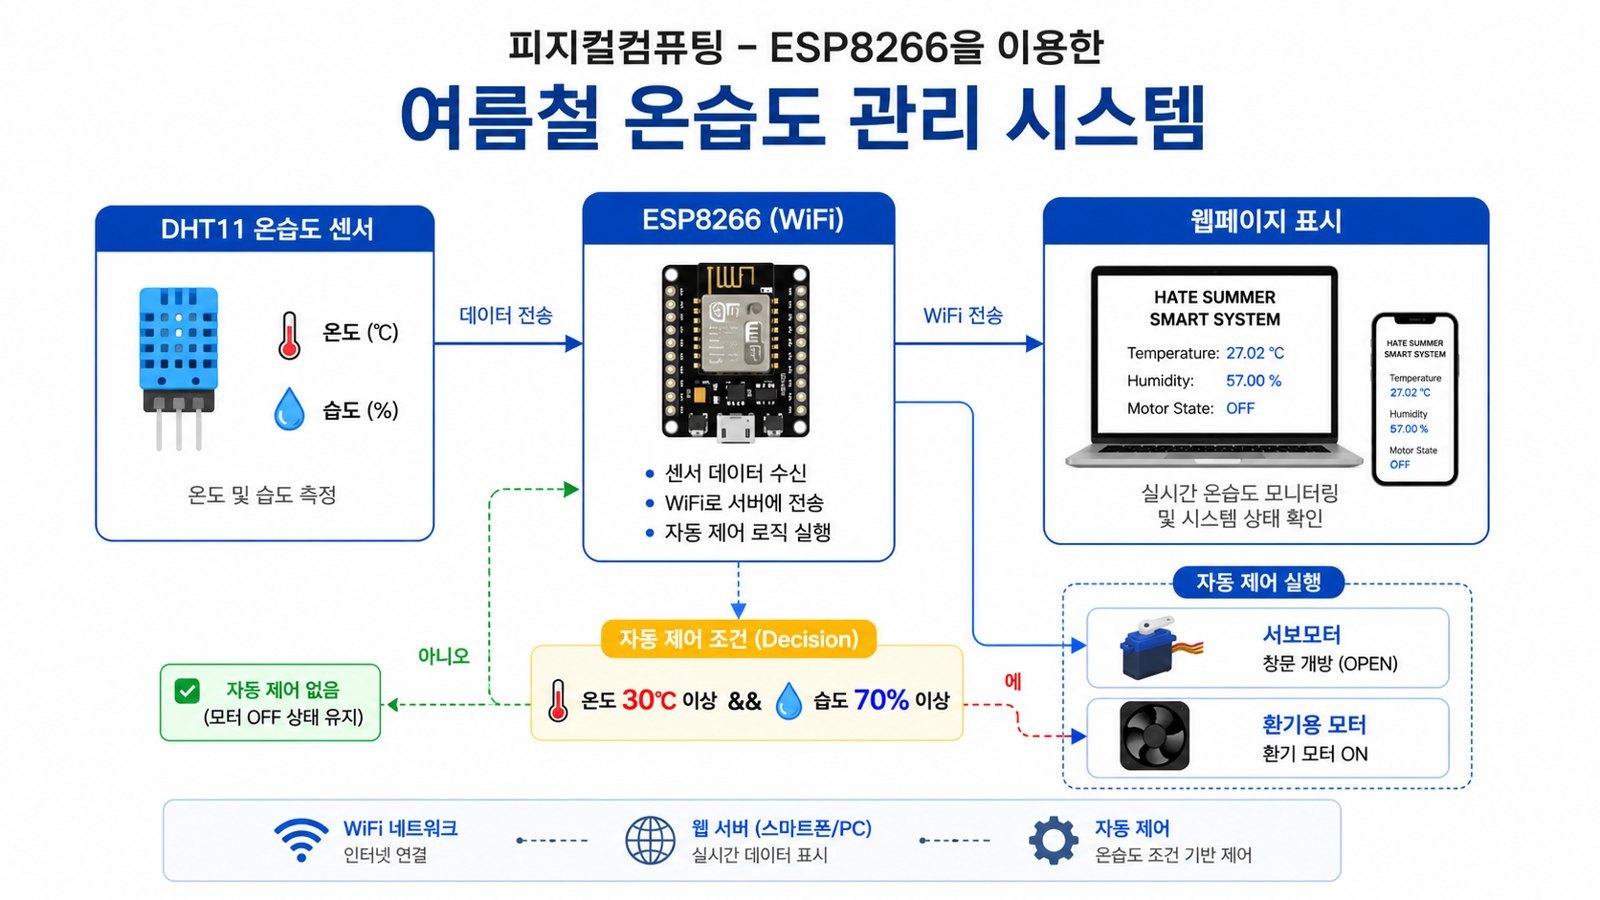 피지컬컴퓨팅 – ESP8266을 이용한
여름철 온습도 관리 시스템
DHT11 온습도 센서
온도 (℃)
습도 (%)
온도 및 습도 측정
데이터 전송
ESP8266 (WiFi)
센서 데이터 수신
WiFi로 서버에 전송
자동 제어 로직 실행
WiFi 전송
웹페이지 표시
HATE SUMMER
SMART SYSTEM
Temperature: 27.02 ℃
Humidity: 57.00 %
Motor State: OFF
HATE SUMMER
SMART SYSTEM
Temperature
27.02 ℃
Humidity
57.00 %
Motor State
OFF
실시간 온습도 모니터링
및 시스템 상태 확인
자동 제어 조건 (Decision)
온도 30℃ 이상 && 습도 70% 이상
아니오
자동 제어 없음
(모터 OFF 상태 유지)
에
자동 제어 실행
서보모터
창문 개방 (OPEN)
환기용 모터
환기 모터 ON
WiFi 네트워크
인터넷 연결
웹 서버 (스마트폰/PC)
실시간 데이터 표시
자동 제어
온습도 조건 기반 제어